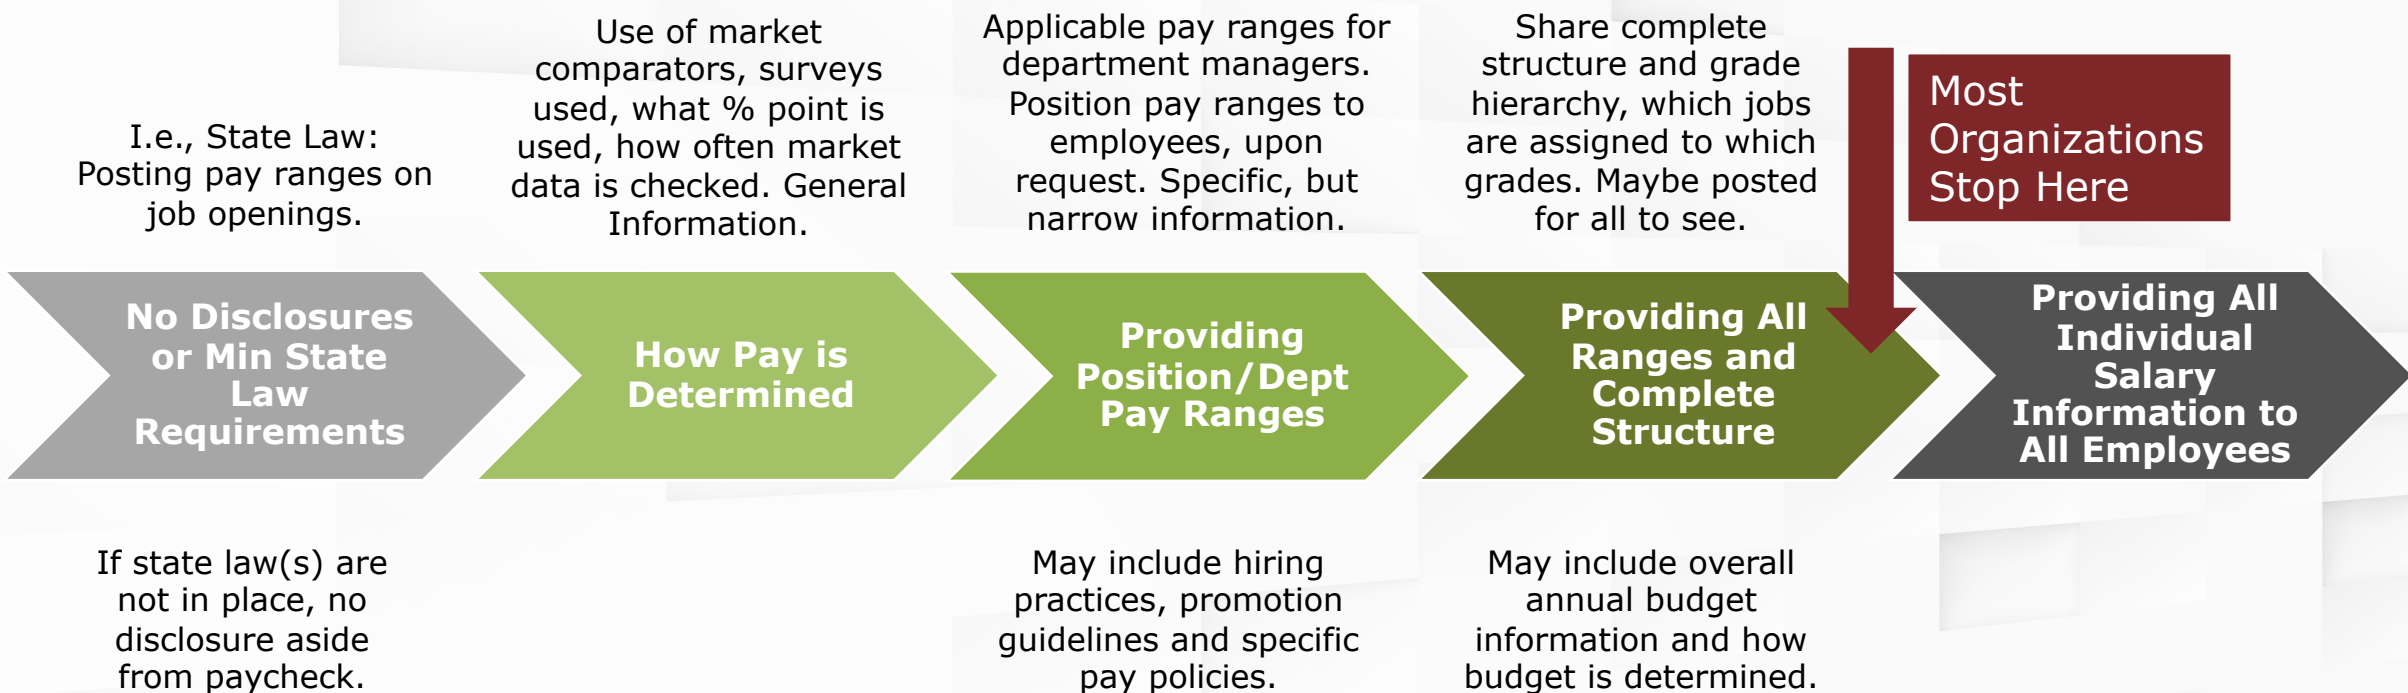 I.e., State Law:
Posting pay ranges on
job openings.
Use of market
comparators, surveys
used, what % point is
used, how often market
data is checked. General
Information.
Applicable pay ranges for
department managers.
Position pay ranges to
employees, upon
request. Specific, but
narrow information.
Share complete
structure and grade
hierarchy, which jobs
are assigned to which
grades. Maybe posted
for all to see.
Most
Organizations
Stop Here
No Disclosures
or Min State
Law
Requirements
How Pay is
Determined
Providing
Position/Dept
Pay Ranges
Providing All
Ranges and
Complete
Structure
Providing All
Individual
Salary
Information to
All Employees
If state law(s) are
not in place, no
disclosure aside
from paycheck.
May include hiring
practices, promotion
guidelines and specific
pay policies.
May include overall
annual budget
information and how
budget is determined.